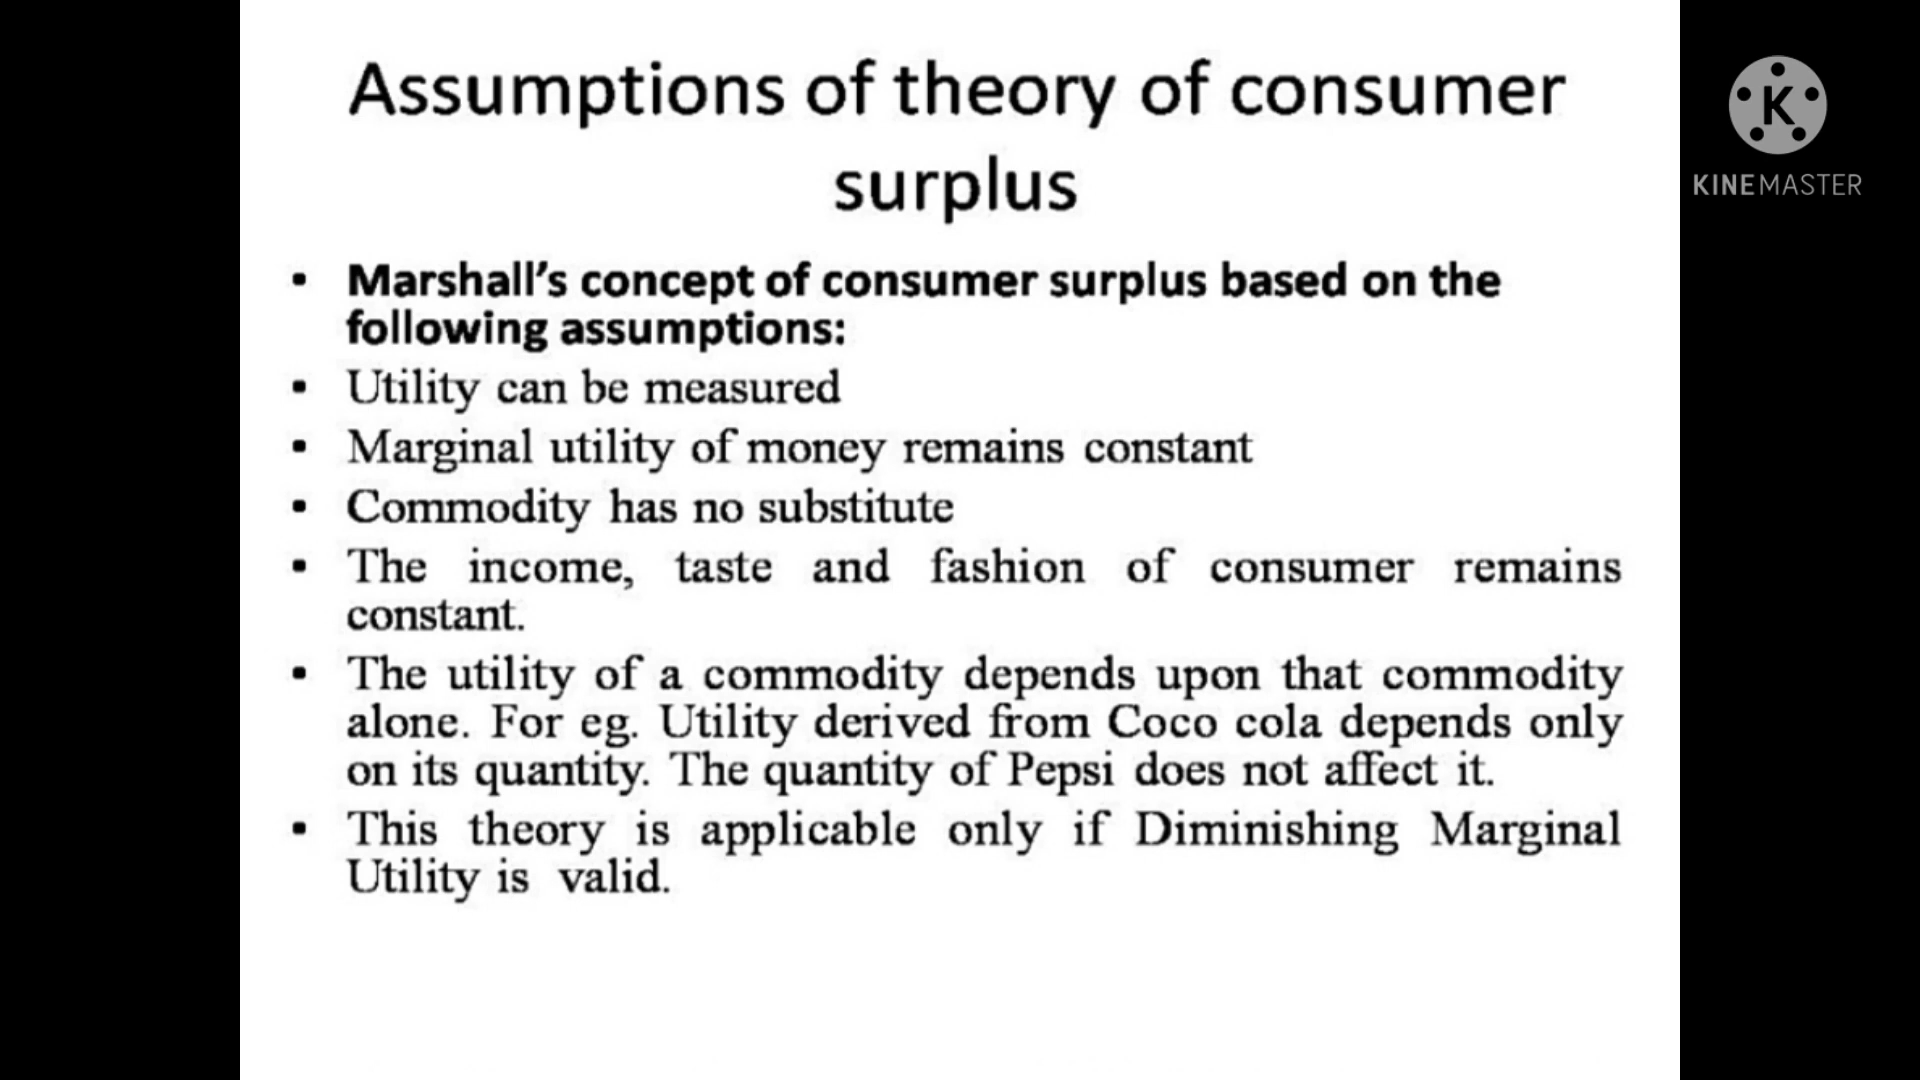 Assumptions of theory of consumer
surplus
KINEMASTER
▪ Marshall’s concept of consumer surplus based on the
following assumptions:
▪ Utility can be measured
▪ Marginal utility of money remains constant
▪ Commodity has no substitute
▪ The income, taste and fashion of consumer remains
constant.
▪ The utility of a commodity depends upon that commodity
alone. For eg. Utility derived from Coco cola depends only
on its quantity. The quantity of Pepsi does not affect it.
▪ This theory is applicable only if Diminishing Marginal
Utility is valid.